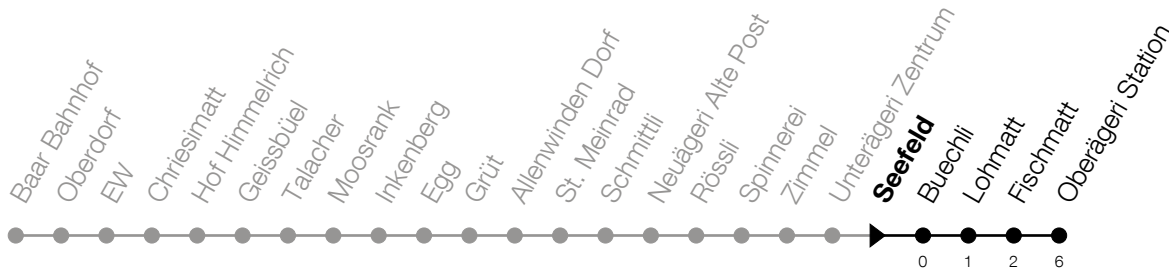 Baar Bahnhof
Oberdorf
EW
Chriesimatt
Hof Himmelrich
Geissbüel
Talacher
Moosrank
Inkenberg
Egg
Grüt
Allenwinden Dorf
St. Meinrad
Schmittli
Neuägeri Alte Post
Rössli
Spinnerei
Zimmel
Unterägeri Zentrum
Seefeld
Buechli
Lohmatt
Fischmatt
Oberägeri Station
0 1 2 6